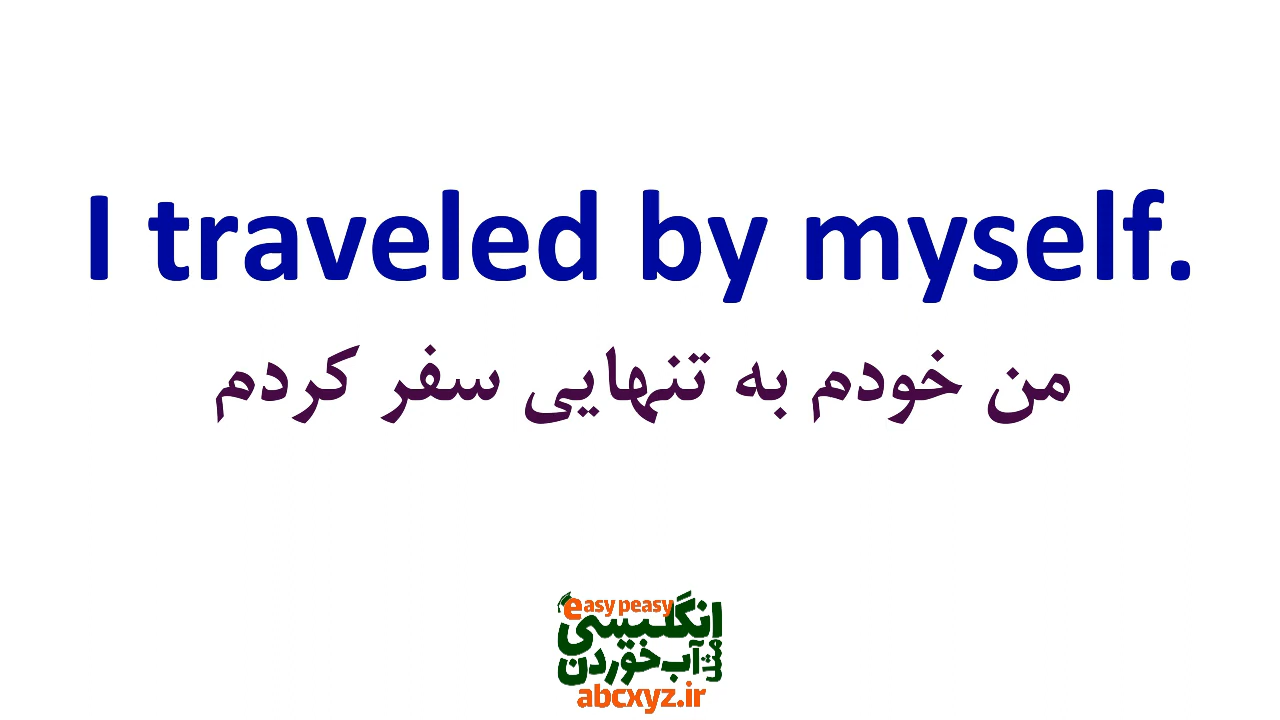 I traveled by myself.
من خودم به تنهایی سفر کردم
easy peasy
انگلیسی
مثل آب خوردن
abcxyz.ir